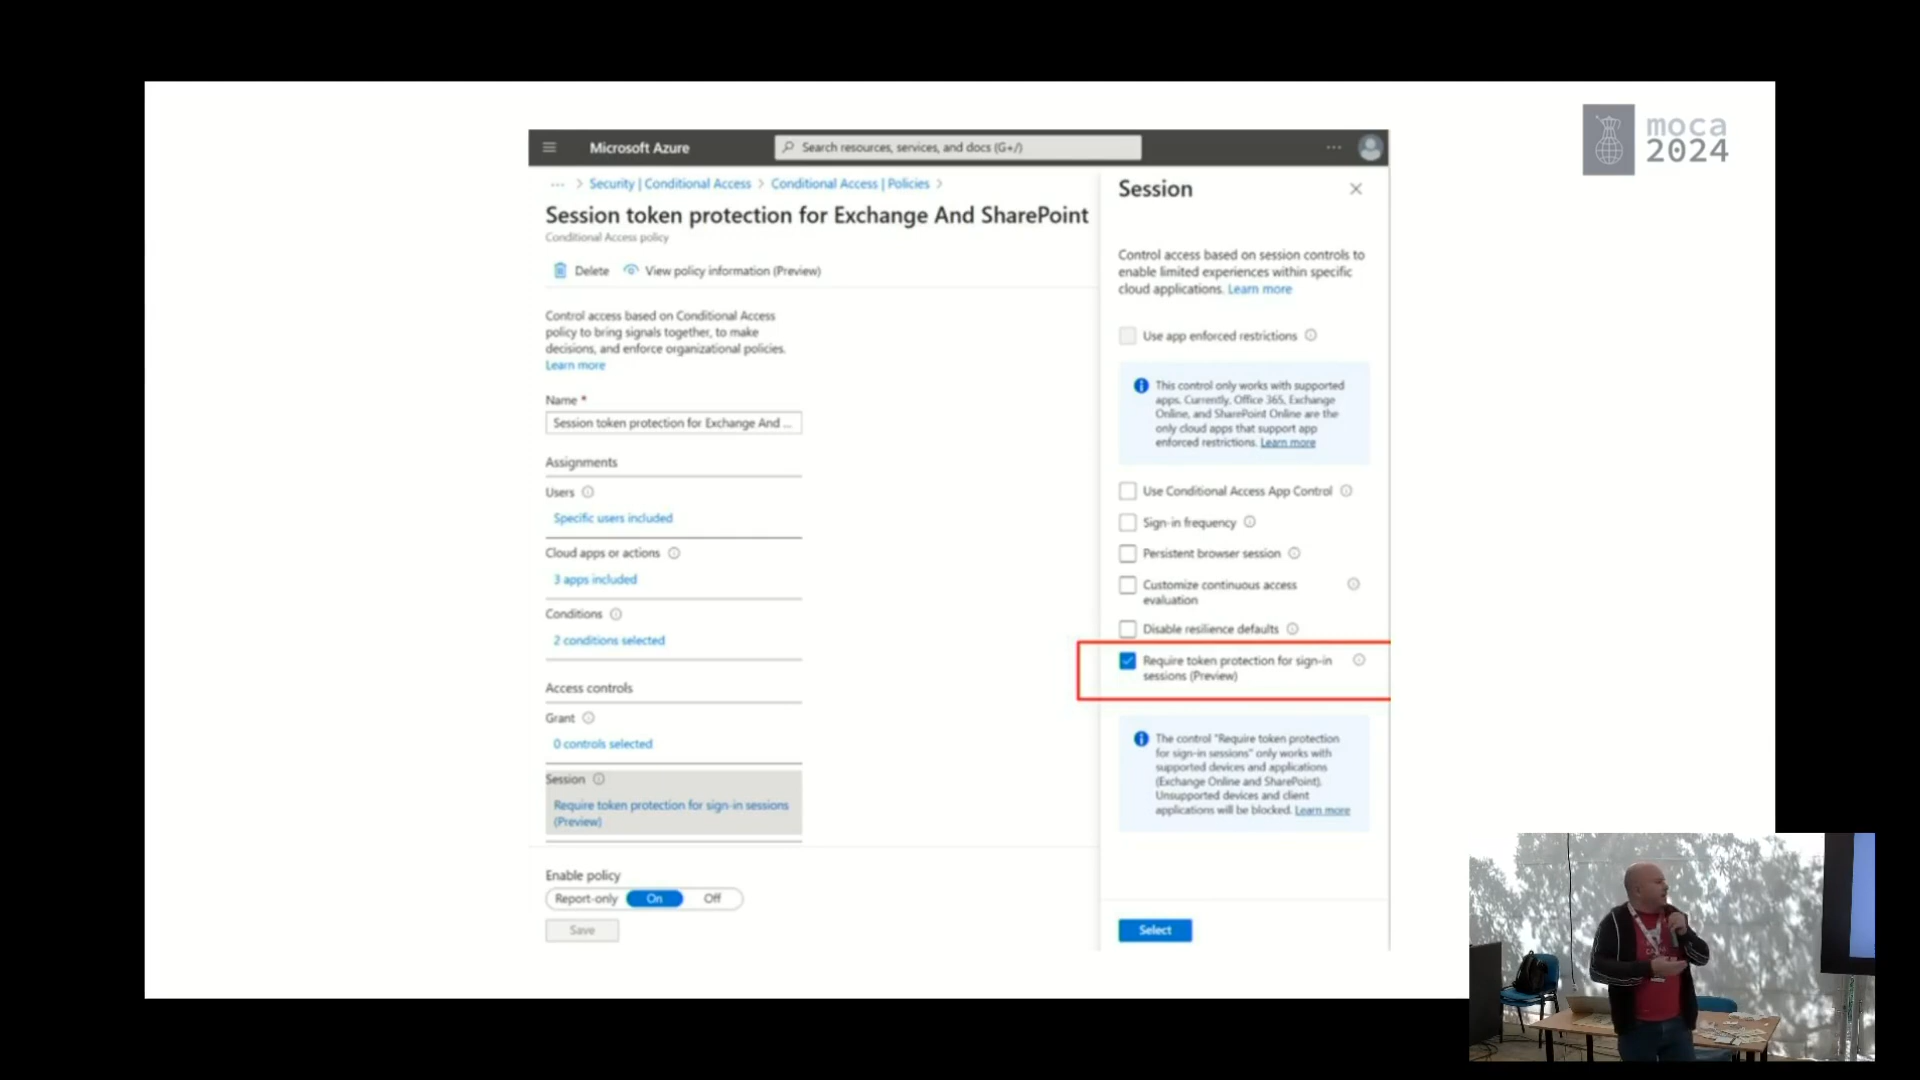 moca
2024
Microsoft Azure
Search resources, services, and docs (G+/)
...
... > Security | Conditional Access > Conditional Access | Policies >
Session token protection for Exchange And SharePoint
Conditional Access policy
Delete View policy information (Preview)
Control access based on Conditional Access
policy to bring signals together, to make
decisions, and enforce organizational policies.
Learn more
Name *
Session token protection for Exchange And ...
Assignments
Users
Specific users included
Cloud apps or actions
3 apps included
Conditions
2 conditions selected
Access controls
Grant
0 controls selected
Session
Require token protection for sign-in sessions
(Preview)
Enable policy
Report-only On Off
Save
Session
Control access based on session controls to
enable limited experiences within specific
cloud applications. Learn more
Use app enforced restrictions
This control only works with supported
apps. Currently, Office 365, Exchange
Online, and SharePoint Online are the
only cloud apps that support app
enforced restrictions. Learn more
Use Conditional Access App Control
Sign-in frequency
Persistent browser session
Customize continuous access
evaluation
Disable resilience defaults
Require token protection for sign-in
sessions (Preview)
The control "Require token protection
for sign-in sessions" only works with
supported devices and applications
(Exchange Online and SharePoint).
Unsupported devices and client
applications will be blocked. Learn more
Select